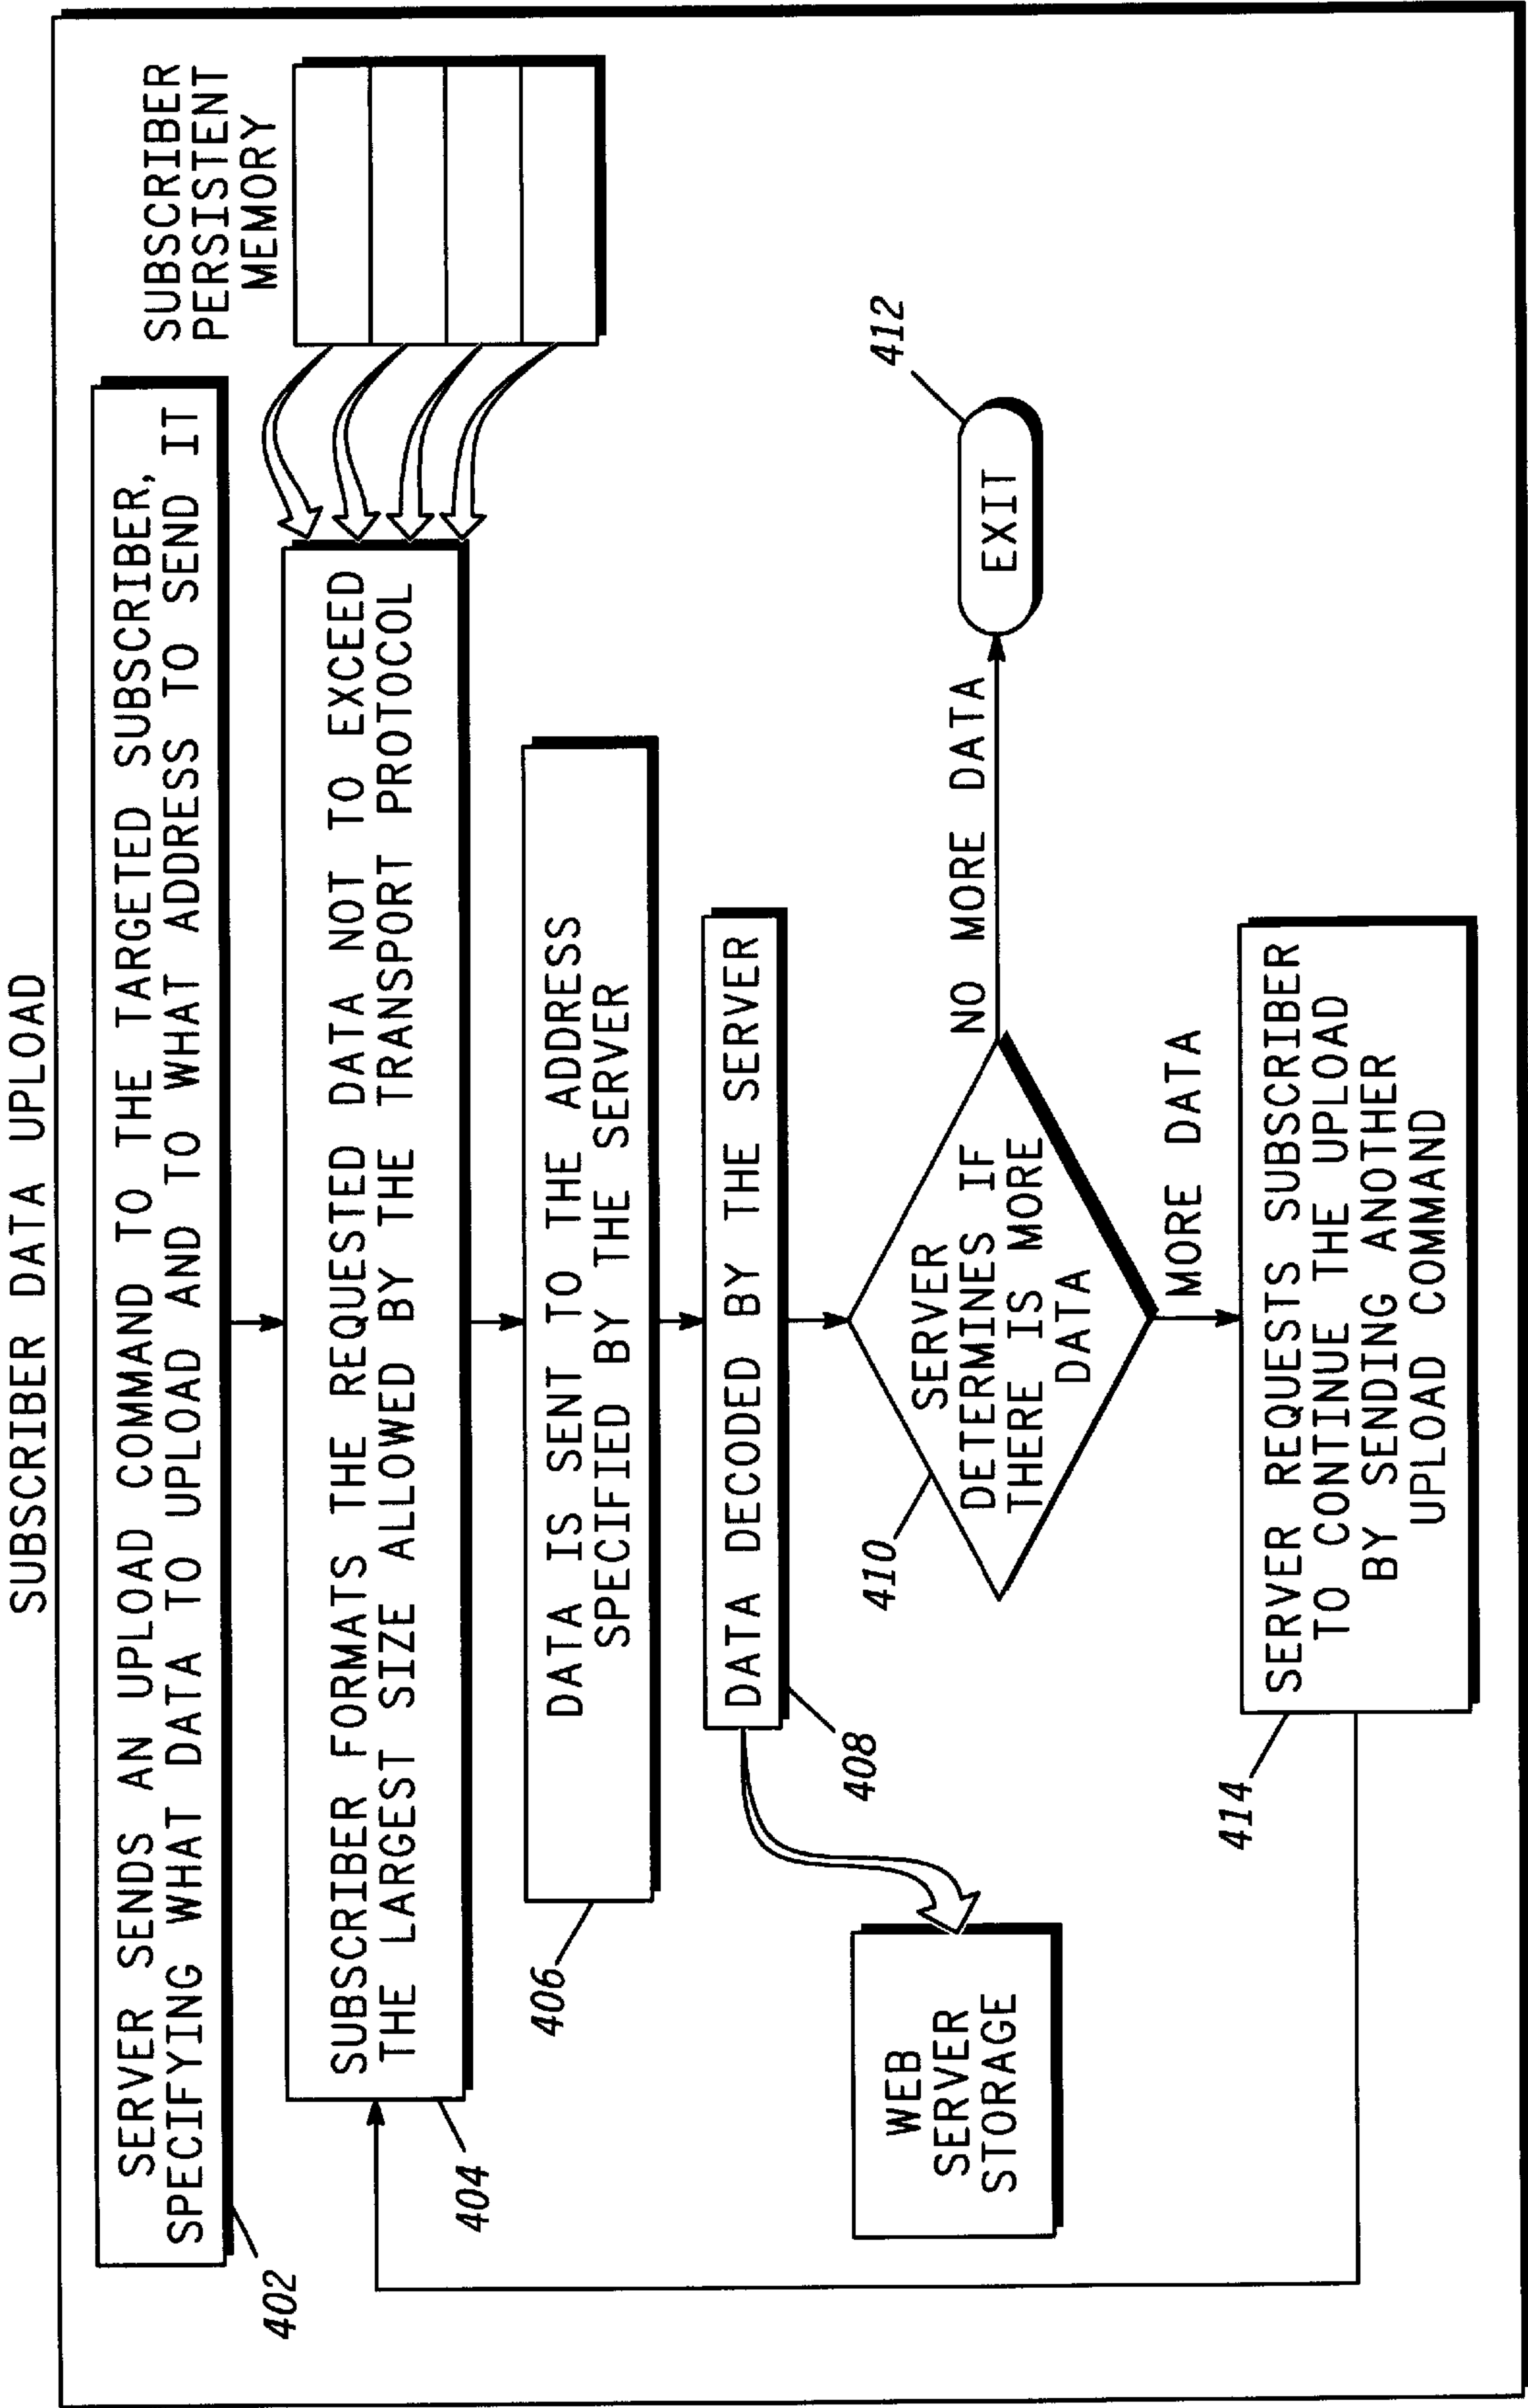 SUBSCRIBER DATA UPLOAD
SERVER SENDS AN UPLOAD COMMAND TO THE TARGETED SUBSCRIBER,
SPECIFYING WHAT DATA TO UPLOAD AND TO WHAT ADDRESS TO SEND IT
402
SUBSCRIBER
PERSISTENT
MEMORY
SUBSCRIBER FORMATS THE REQUESTED DATA NOT TO EXCEED
THE LARGEST SIZE ALLOWED BY THE TRANSPORT PROTOCOL
404
DATA IS SENT TO THE ADDRESS
SPECIFIED BY THE SERVER
406
DATA DECODED BY THE SERVER
408
WEB
SERVER
STORAGE
SERVER
DETERMINES IF
THERE IS MORE
DATA
410
NO MORE DATA
EXIT
412
MORE DATA
SERVER REQUESTS SUBSCRIBER
TO CONTINUE THE UPLOAD
BY SENDING ANOTHER
UPLOAD COMMAND
414